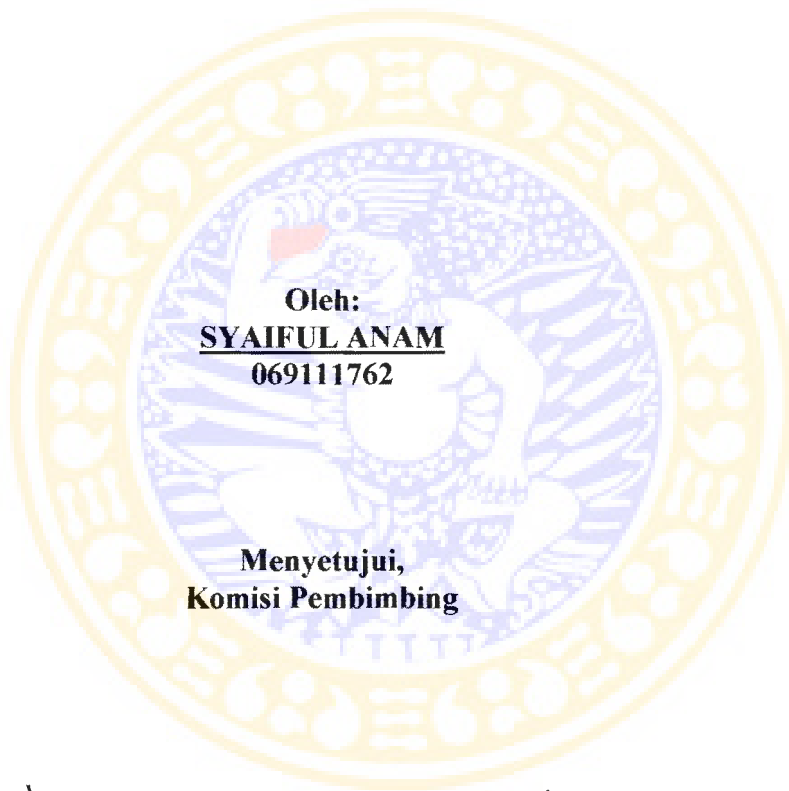 Oleh:
SYAIFUL ANAM
069111762
Menyetujui,
Komisi Pembimbing